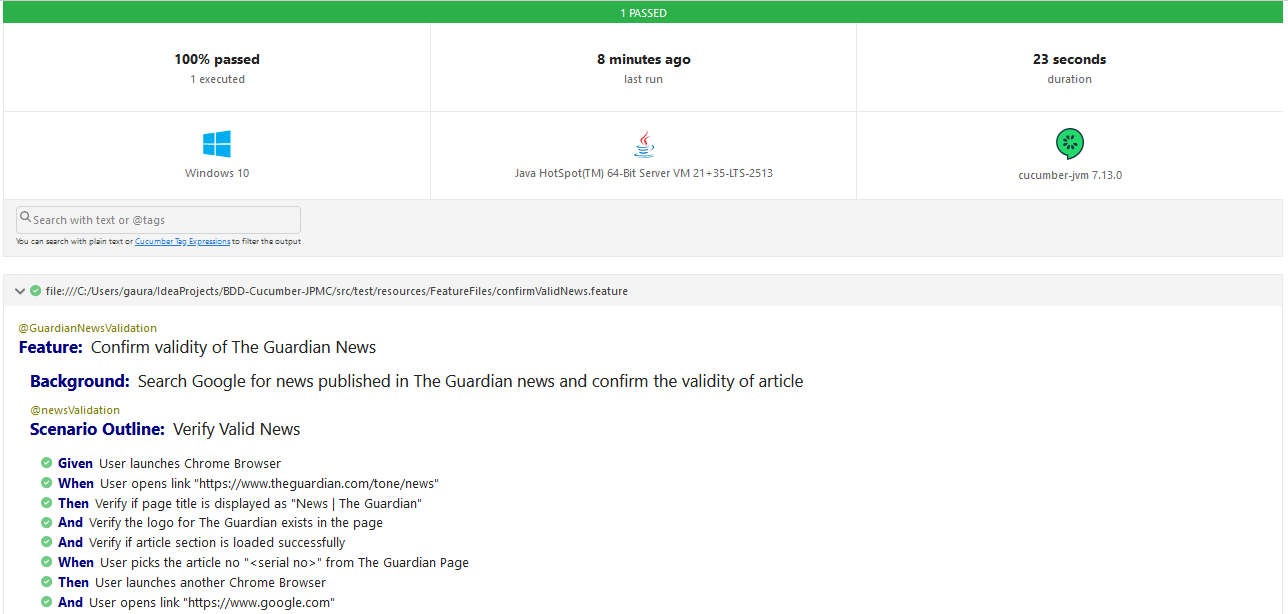 1 PASSED
100% passed
1 executed
8 minutes ago
last run
23 seconds
duration
Windows 10
Java HotSpot(TM) 64-Bit Server VM 21+35-LTS-2513
cucumber-jvm 7.13.0
Search with text or @tags
You can search with plain text or Cucumber Tag Expressions to filter the output
file:///C:/Users/gaura/IdeaProjects/BDD-Cucumber-JPMC/src/test/resources/FeatureFiles/confirmValidNews.feature
@GuardianNewsValidation
Feature: Confirm validity of The Guardian News
Background: Search Google for news published in The Guardian news and confirm the validity of article
@newsValidation
Scenario Outline: Verify Valid News
Given User launches Chrome Browser
When User opens link "https://www.theguardian.com/tone/news"
Then Verify if page title is displayed as "News | The Guardian"
And Verify the logo for The Guardian exists in the page
And Verify if article section is loaded successfully
When User picks the article no "<serial no>" from The Guardian Page
Then User launches another Chrome Browser
And User opens link "https://www.google.com"